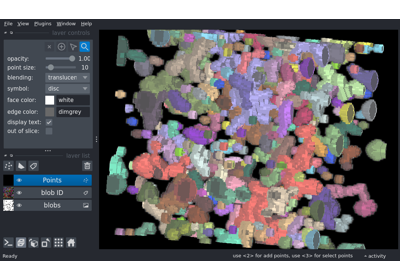 File View Plugins Window Help
layer controls
opacity: 1.00
point size: 10
blending: translucen
symbol: disc
face color: white
edge color: dimgrey
display text:
out of slice:
layer list
Points
blob ID
blobs
Ready
use <2> for add points, use <3> for select points
activity